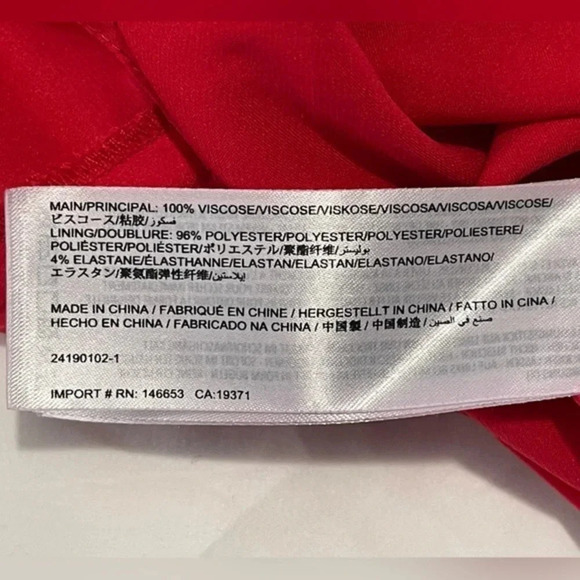 MAIN/PRINCIPAL: 100% VISCOSE/VISCOSE/VISKOSE/VISCOSA/VISCOSA/VISCOSE/
ビスコース/粘胶/فسكوز/
LINING/DOUBLURE: 96% POLYESTER/POLYESTER/POLYESTER/POLIESTERE/
POLIÉSTER/POLIÉSTER/ポリエステル/聚酯纤维/بوليستر/
4% ELASTANE/ÉLASTHANNE/ELASTAN/ELASTAN/ELASTANO/ELASTANO/
エラスタン/聚氨酯弹性纤维/إيلاستين/
MADE IN CHINA / FABRIQUÉ EN CHINE / HERGESTELLT IN CHINA / FATTO IN CINA /
HECHO EN CHINA / FABRICADO NA CHINA / 中国製 / 中国制造 / صنع في الصين
24190102-1
IMPORT # RN: 146653 CA:19371